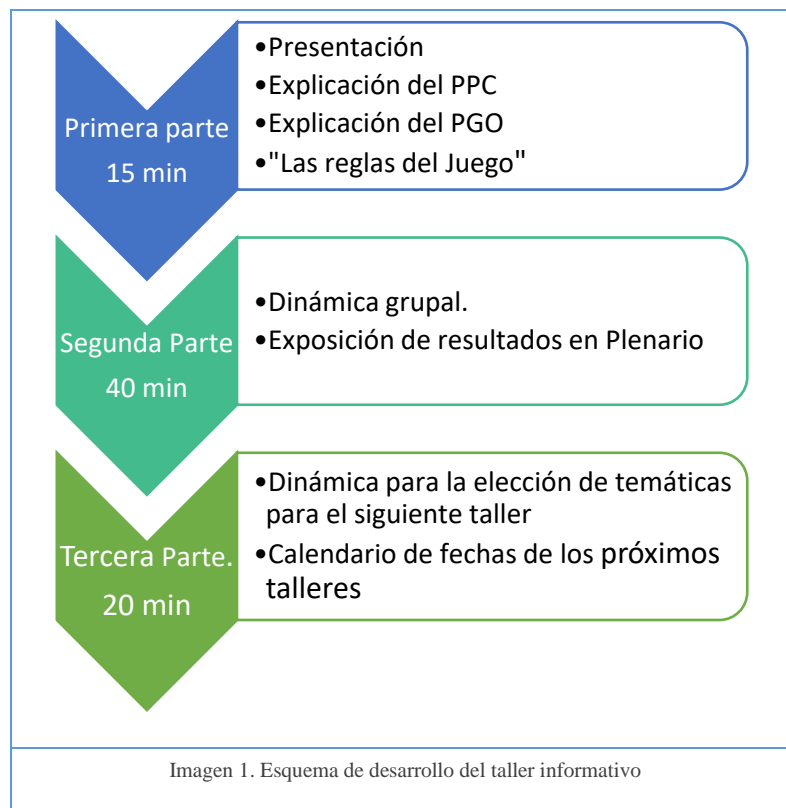 Primera parte
15 min
•Presentación
•Explicación del PPC
•Explicación del PGO
•"Las reglas del Juego"
Segunda Parte
40 min
•Dinámica grupal.
•Exposición de resultados en Plenario
Tercera Parte.
20 min
•Dinámica para la elección de temáticas
para el siguiente taller
•Calendario de fechas de los próximos
talleres
Imagen 1. Esquema de desarrollo del taller informativo